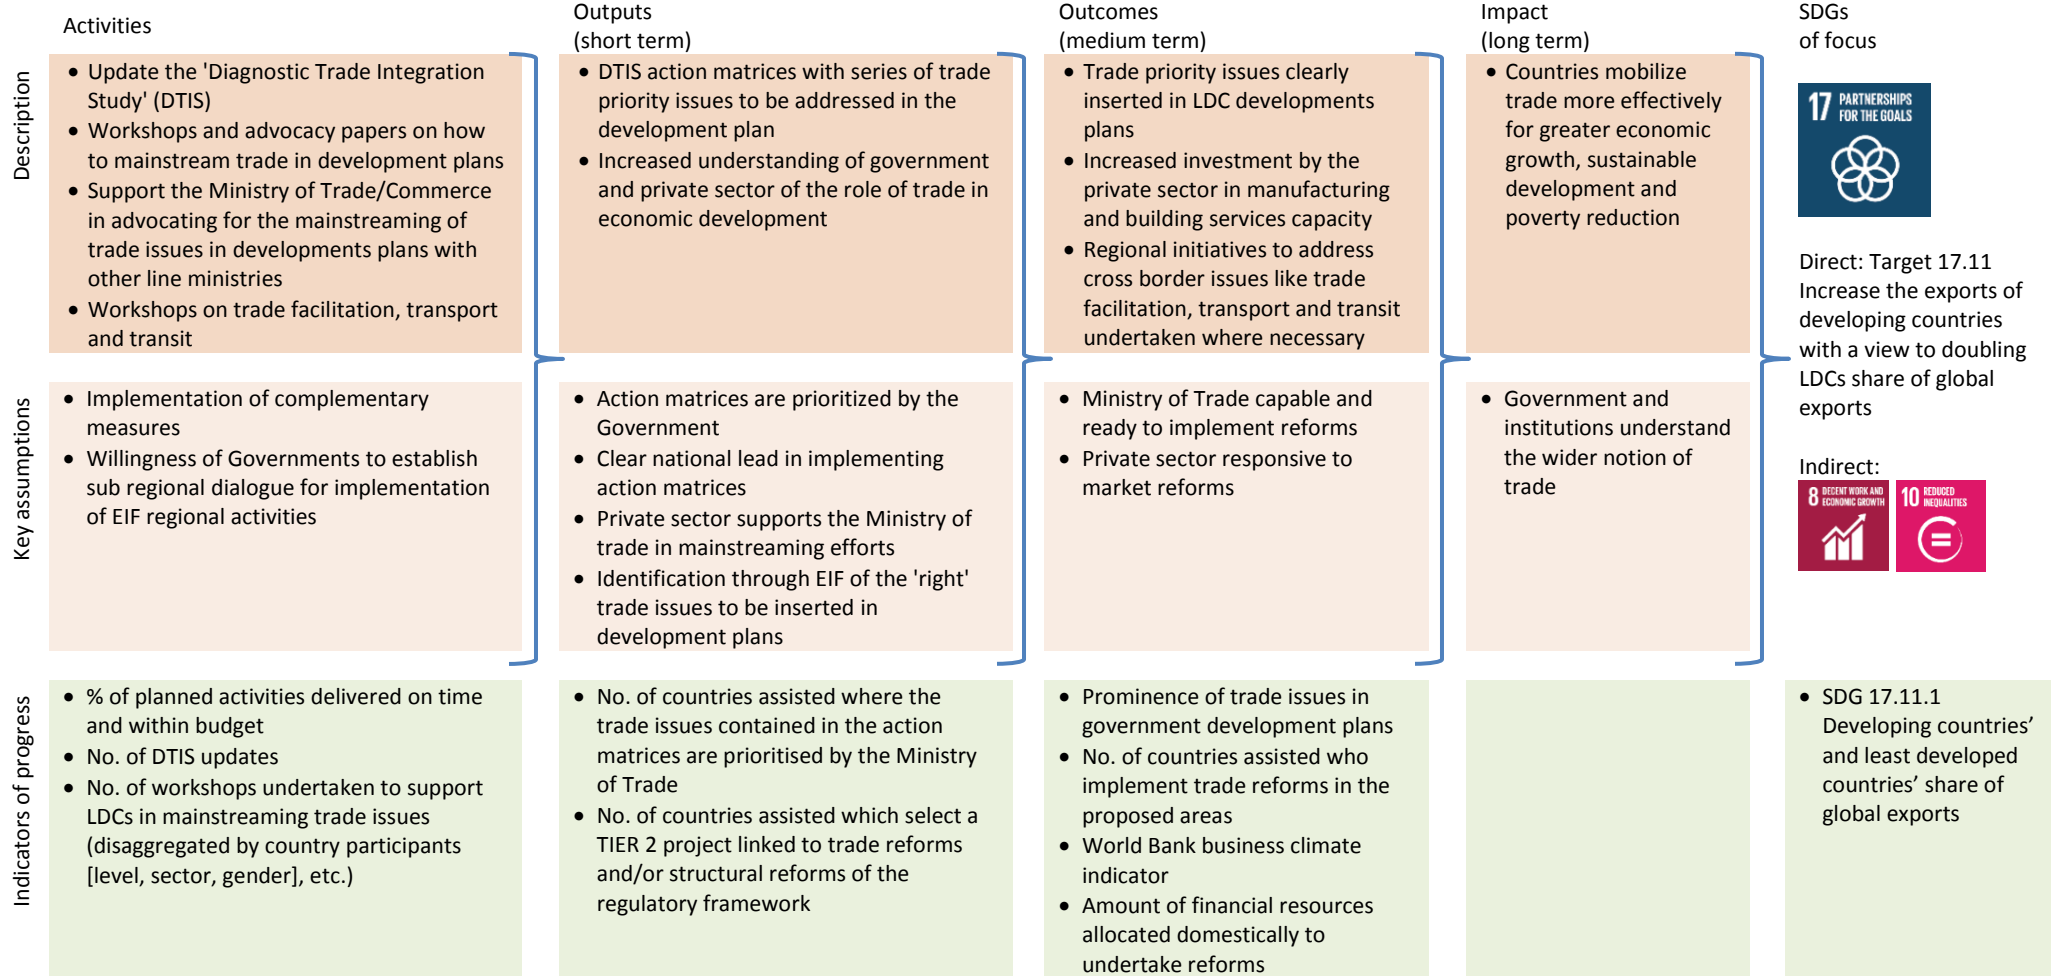 Activities
Outputs
(short term)
Outcomes
(medium term)
Impact
(long term)
SDGs
of focus
Description
• Update the 'Diagnostic Trade Integration
Study' (DTIS)
• Workshops and advocacy papers on how
to mainstream trade in development plans
• Support the Ministry of Trade/Commerce
in advocating for the mainstreaming of
trade issues in developments plans with
other line ministries
• Workshops on trade facilitation, transport
and transit
• DTIS action matrices with series of trade
priority issues to be addressed in the
development plan
• Increased understanding of government
and private sector of the role of trade in
economic development
• Trade priority issues clearly
inserted in LDC developments
plans
• Increased investment by the
private sector in manufacturing
and building services capacity
• Regional initiatives to address
cross border issues like trade
facilitation, transport and transit
undertaken where necessary
• Countries mobilize
trade more effectively
for greater economic
growth, sustainable
development and
poverty reduction
17 PARTNERSHIPS
FOR THE GOALS
Direct: Target 17.11
Increase the exports of
developing countries
with a view to doubling
LDCs share of global
exports
Indirect:
8 DECENT WORK AND
ECONOMIC GROWTH
10 REDUCED
INEQUALITIES
Key assumptions
• Implementation of complementary
measures
• Willingness of Governments to establish
sub regional dialogue for implementation
of EIF regional activities
• Action matrices are prioritized by the
Government
• Clear national lead in implementing
action matrices
• Private sector supports the Ministry of
trade in mainstreaming efforts
• Identification through EIF of the 'right'
trade issues to be inserted in
development plans
• Ministry of Trade capable and
ready to implement reforms
• Private sector responsive to
market reforms
• Government and
institutions understand
the wider notion of
trade
Indicators of progress
• % of planned activities delivered on time
and within budget
• No. of DTIS updates
• No. of workshops undertaken to support
LDCs in mainstreaming trade issues
(disaggregated by country participants
[level, sector, gender], etc.)
• No. of countries assisted where the
trade issues contained in the action
matrices are prioritised by the Ministry
of Trade
• No. of countries assisted which select a
TIER 2 project linked to trade reforms
and/or structural reforms of the
regulatory framework
• Prominence of trade issues in
government development plans
• No. of countries assisted who
implement trade reforms in the
proposed areas
• World Bank business climate
indicator
• Amount of financial resources
allocated domestically to
undertake reforms
• SDG 17.11.1
Developing countries’
and least developed
countries’ share of
global exports